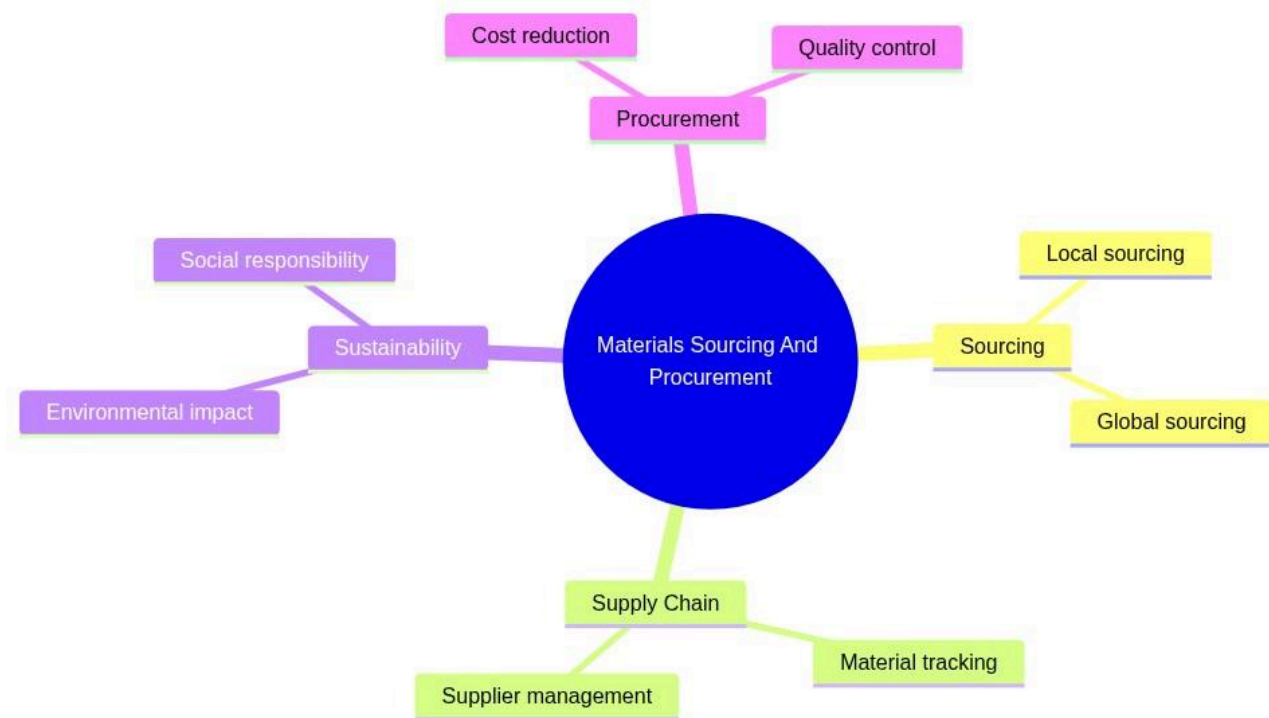 Cost reduction
Quality control
Procurement
Social responsibility
Local sourcing
Sustainability
Materials Sourcing And
Procurement
Sourcing
Environmental impact
Global sourcing
Supply Chain
Material tracking
Supplier management